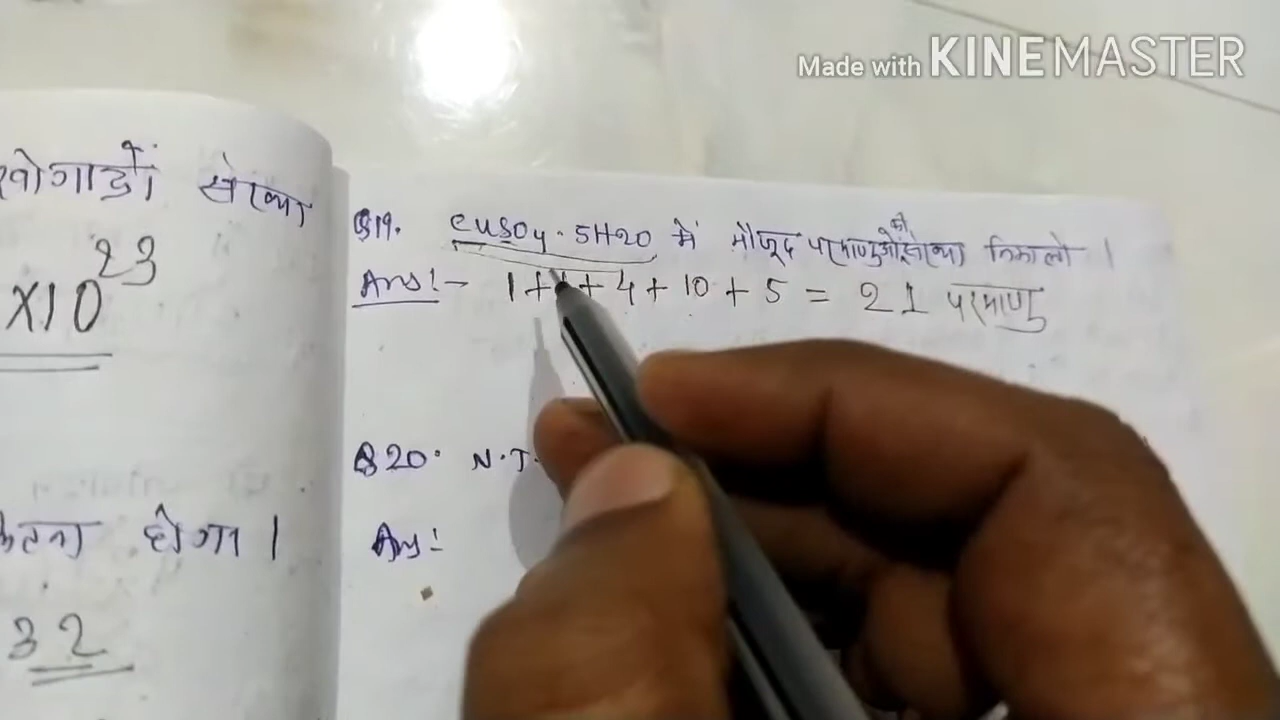 Made with KINEMASTER
संख्या
23
X10
होगा |
32
Q19. CuSO4 · 5H2O में मौजूद परमाणुओं की संख्या निकालो |
Ans:- 1 + 1 + 4 + 10 + 5 = 21 परमाणु
Q20. N.T.
Ans: